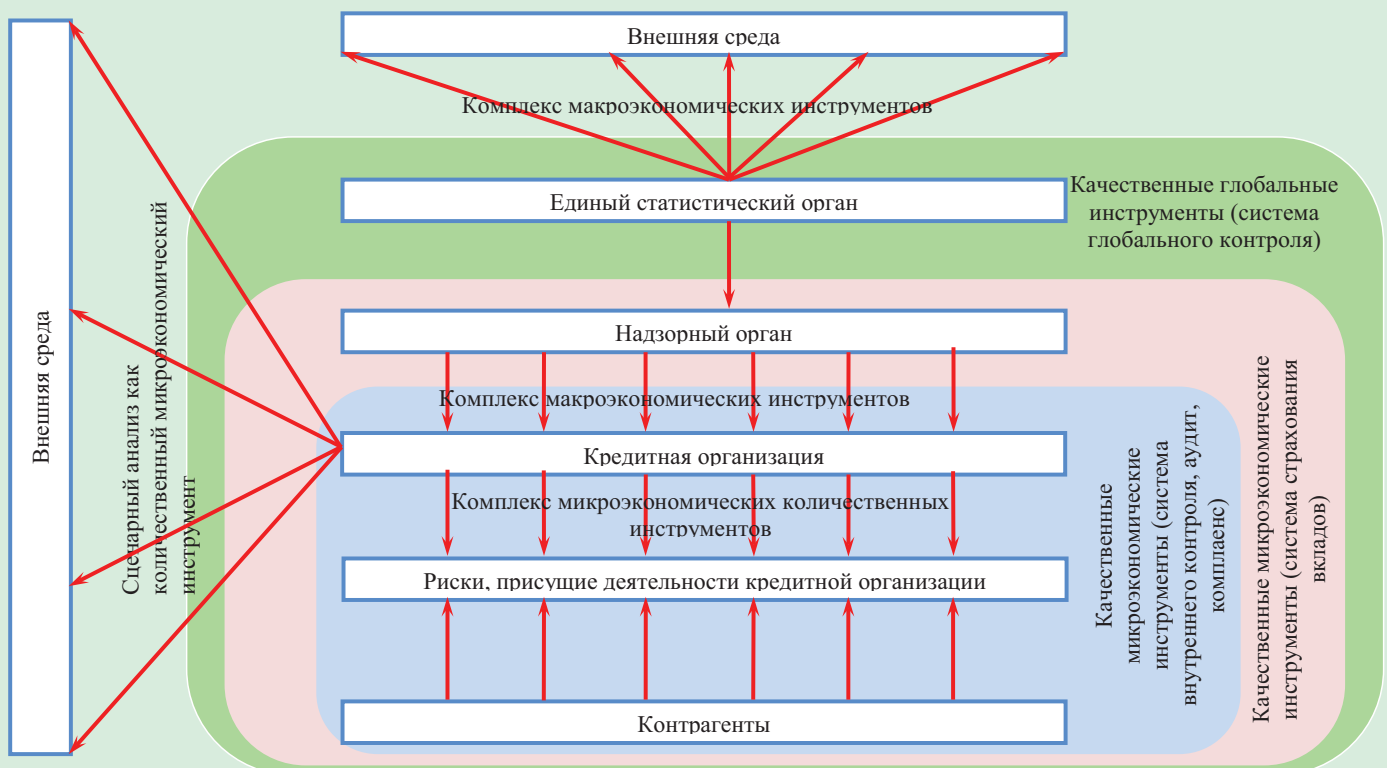 Внешняя среда
Комплекс макроэкономических инструментов
Единый статистический орган
Качественные глобальные
инструменты (система
глобального контроля)
Надзорный орган
Комплекс макроэкономических инструментов
Кредитная организация
Комплекс микроэкономических количественных
инструментов
Риски, присущие деятельности кредитной организации
Контрагенты
Внешняя среда
Сценарный анализ как
количественный микроэкономический
инструмент
Качественные
микроэкономические
инструменты (система
внутреннего контроля, аудит,
комплаенс)
Качественные микроэкономические
инструменты (система страхования
вкладов)